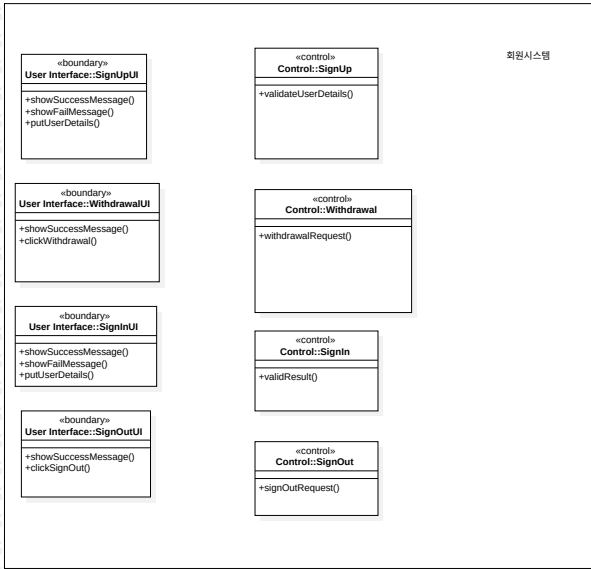 «boundary»
User Interface::SignUpUI
+showSuccessMessage()
+showFailMessage()
+putUserDetails()
«control»
Control::SignUp
+validateUserDetails()
회원시스템
«boundary»
User Interface::WithdrawalUI
+showSuccessMessage()
+clickWithdrawal()
«control»
Control::Withdrawal
+withdrawalRequest()
«boundary»
User Interface::SignInUI
+showSuccessMessage()
+showFailMessage()
+putUserDetails()
«control»
Control::SignIn
+validResult()
«boundary»
User Interface::SignOutUI
+showSuccessMessage()
+clickSignOut()
«control»
Control::SignOut
+signOutRequest()